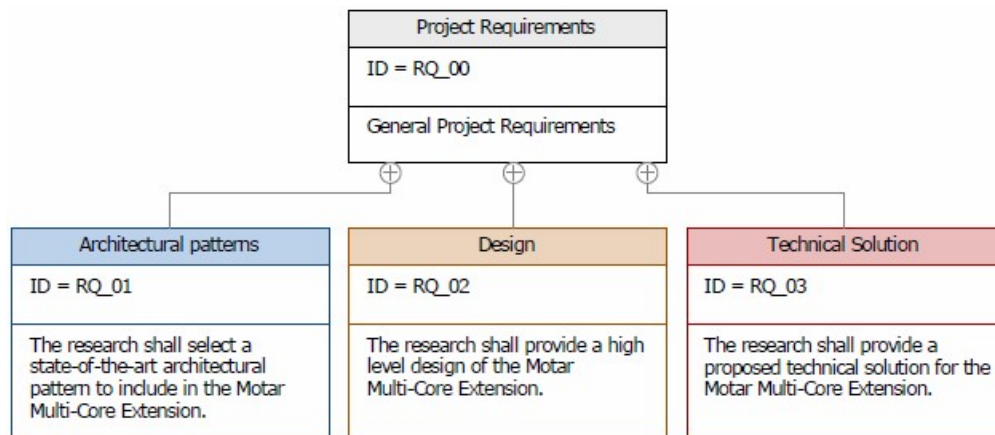 Project Requirements
ID = RQ_00
General Project Requirements
Architectural patterns
ID = RQ_01
The research shall select a
state-of-the-art architectural
pattern to include in the Motar
Multi-Core Extension.
Design
ID = RQ_02
The research shall provide a high
level design of the Motar
Multi-Core Extension.
Technical Solution
ID = RQ_03
The research shall provide a
proposed technical solution for the
Motar Multi-Core Extension.